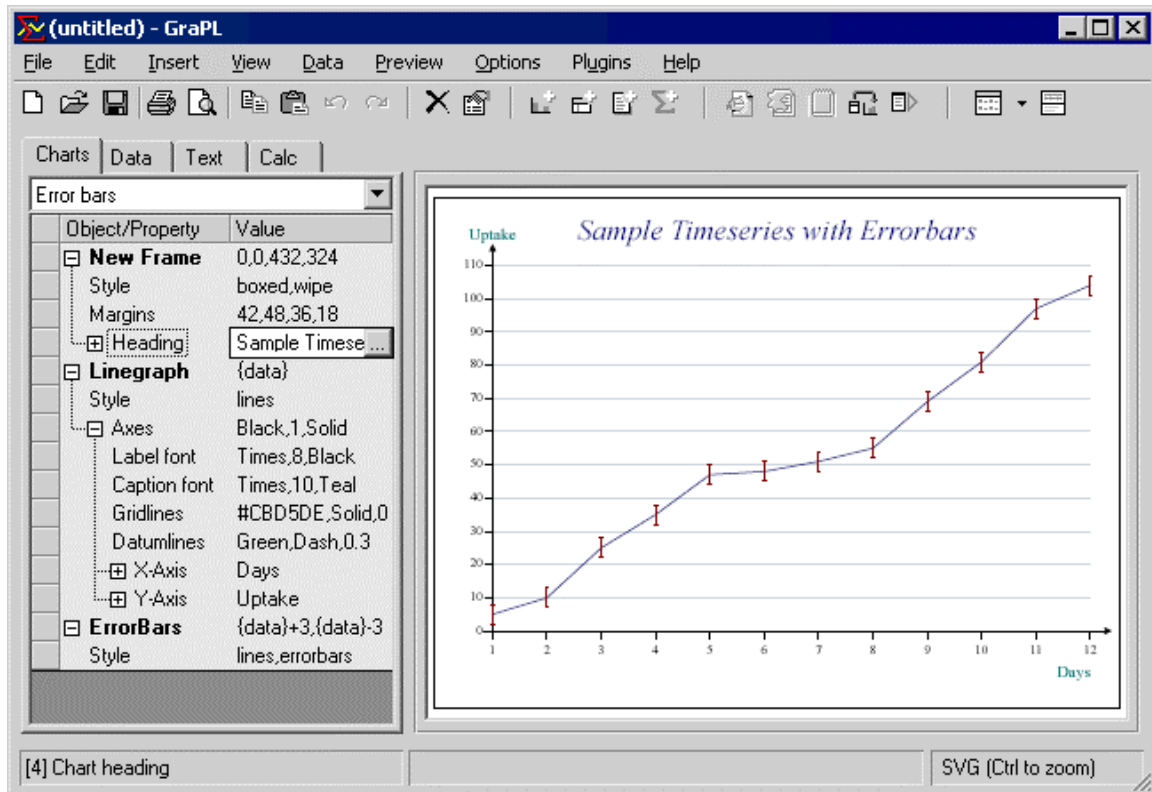 (untitled) - GraPL
File Edit Insert View Data Preview Options Plugins Help
Charts Data Text Calc
Error bars
Object/Property Value
New Frame 0,0,432,324
Style boxed,wipe
Margins 42,48,36,18
Heading Sample Timese ...
Linegraph {data}
Style lines
Axes Black,1,Solid
Label font Times,8,Black
Caption font Times,10,Teal
Gridlines #CBD5DE,Solid,0
Datumlines Green,Dash,0.3
X-Axis Days
Y-Axis Uptake
ErrorBars {data}+3,{data}-3
Style lines,errorbars
Sample Timeseries with Errorbars
Uptake
110
100
90
80
70
60
50
40
30
20
10
0
1 2 3 4 5 6 7 8 9 10 11 12
Days
[4] Chart heading
SVG (Ctrl to zoom)